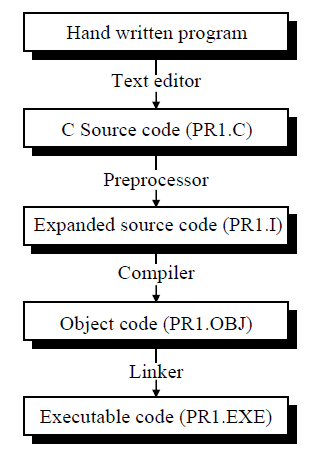 Hand written program
Text editor
C Source code (PR1.C)
Preprocessor
Expanded source code (PR1.I)
Compiler
Object code (PR1.OBJ)
Linker
Executable code (PR1.EXE)